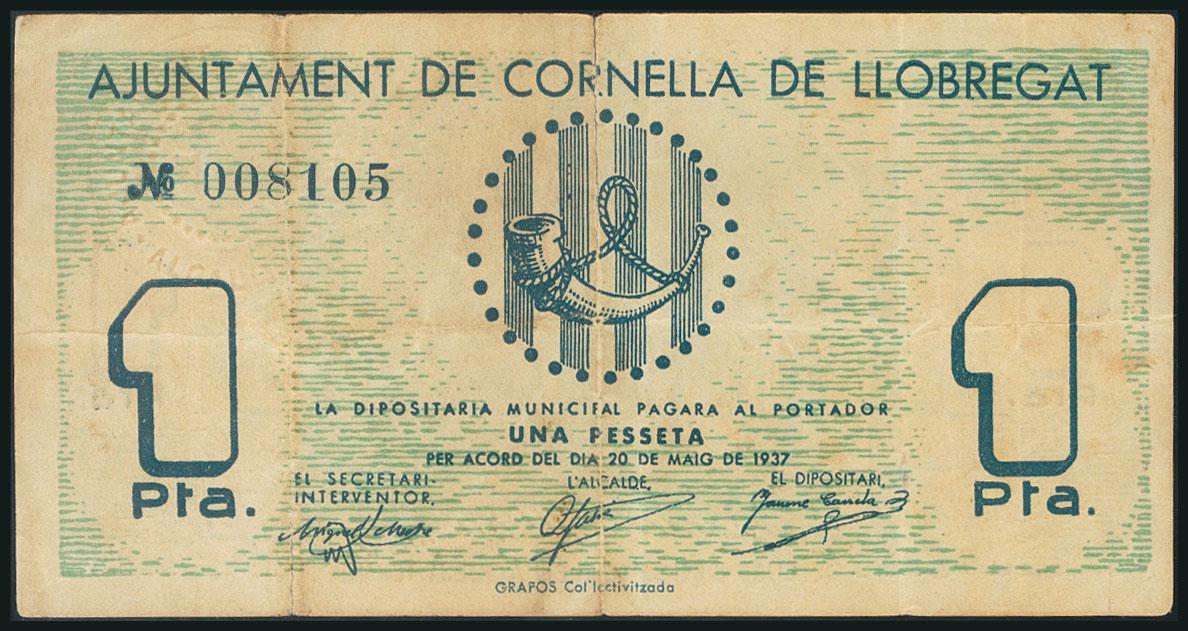 AJUNTAMENT DE CORNELLA DE LLOBREGAT
№ 008105
1 Pta.
1 Pta.
LA DIPOSITARIA MUNICIPAL PAGARA AL PORTADOR
UNA PESSETA
PER ACORD DEL DIA 20 DE MAIG DE 1937
EL SECRETARI-
INTERVENTOR,
L'ALCALDE,
EL DIPOSITARI,
GRAFOS Col'lectivitzada